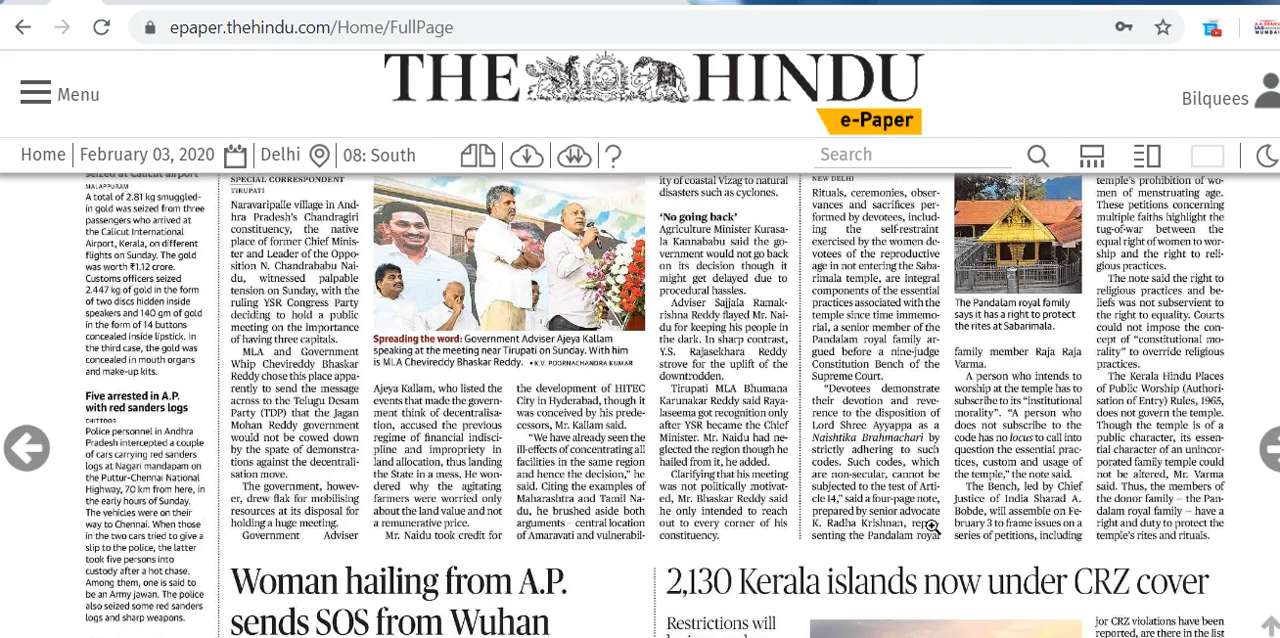 epaper.thehindu.com/Home/FullPage
THE HINDU
e-Paper
Menu
Bilquees
Home
February 03, 2020
Delhi
08: South
Search
seized at Calicut airport
MALAPPURAM
A total of 2.81 kg smuggled-
in gold was seized from three
passengers who arrived at
the Calicut International
Airport, Kerala, on different
flights on Sunday. The gold
was worth ₹1.12 crore.
Customs officers seized
2.447 kg of gold in the form
of two discs hidden inside
speakers and 140 gm of gold
in the form of 14 buttons
concealed inside lipstick. In
the third case, the gold was
concealed in mouth organs
and make-up kits.
Five arrested in A.P.
with red sanders logs
CHITTOOR
Police personnel in Andhra
Pradesh intercepted a couple
of cars carrying red sanders
logs at Nagari mandapam on
the Puttur-Chennai National
Highway, 70 km from here, in
the early hours of Sunday.
The vehicles were on their
way to Chennai. When those
in the two cars tried to give a
slip to the police, the latter
took five persons into
custody after a hot chase.
Among them, one is said to
be an Army jawan. The police
also seized some red sanders
logs and sharp weapons.
SPECIAL CORRESPONDENT
TIRUPATI
Naravaripalle village in And-
hra Pradesh's Chandragiri
constituency, the native
place of former Chief Minis-
ter and Leader of the Oppo-
sition N. Chandrababu Nai-
du, witnessed palpable
tension on Sunday, with the
ruling YSR Congress Party
deciding to hold a public
meeting on the importance
of having three capitals.
MLA and Government
Whip Chevireddy Bhaskar
Reddy chose this place appa-
rently to send the message
across to the Telugu Desam
Party (TDP) that the Jagan
Mohan Reddy government
would not be cowed down
by the spate of demonstra-
tions against the decentrali-
sation move.
The government, howev-
er, drew flak for mobilising
resources at its disposal for
holding a huge meeting.
Government Adviser
Spreading the word: Government Adviser Ajeya Kallam
speaking at the meeting near Tirupati on Sunday. With him
is MLA Chevireddy Bhaskar Reddy. • K.V. POORNACHANDRA KUMAR
Ajeya Kallam, who listed the
events that made the govern-
ment think of decentralisa-
tion, accused the previous
regime of financial indisci-
pline and impropriety in
land allocation, thus landing
the State in a mess. He won-
dered why the agitating
farmers were worried only
about the land value and not
a remunerative price.
Mr. Naidu took credit for
the development of HITEC
City in Hyderabad, though it
was conceived by his prede-
cessors, Mr. Kallam said.
“We have already seen the
ill-effects of concentrating all
facilities in the same region
and hence the decision,” he
said. Citing the examples of
Maharashtra and Tamil Na-
du, he brushed aside both
arguments – central location
of Amaravati and vulnerabil-
ity of coastal Vizag to natural
disasters such as cyclones.
‘No going back’
Agriculture Minister Kurasa-
la Kannababu said the go-
vernment would not go back
on its decision though it
might get delayed due to
procedural hassles.
Adviser Sajjala Ramak-
rishna Reddy flayed Mr. Nai-
du for keeping his people in
the dark. In sharp contrast,
Y.S. Rajasekhara Reddy
strove for the uplift of the
downtrodden.
Tirupati MLA Bhumana
Karunakar Reddy said Raya-
laseema got recognition only
after YSR became the Chief
Minister. Mr. Naidu had ne-
glected the region though he
hailed from it, he added.
Clarifying that his meeting
was not politically motivat-
ed, Mr. Bhaskar Reddy said
he only intended to reach
out to every corner of his
constituency.
NEW DELHI
Rituals, ceremonies, obser-
vances and sacrifices per-
formed by devotees, includ-
ing the self-restraint
exercised by the women de-
votees of the reproductive
age in not entering the Saba-
rimala temple, are integral
components of the essential
practices associated with the
temple since time immemo-
rial, a senior member of the
Pandalam royal family ar-
gued before a nine-judge
Constitution Bench of the
Supreme Court.
“Devotees demonstrate
their devotion and reve-
rence to the disposition of
Lord Shree Ayyappa as a
Naishtika Brahmachari by
strictly adhering to such
codes. Such codes, which
are non-secular, cannot be
subjected to the test of Arti-
cle 14,” said a four-page note,
prepared by senior advocate
K. Radha Krishnan, repre-
senting the Pandalam royal
The Pandalam royal family
says it has a right to protect
the rites at Sabarimala.
family member Raja Raja
Varma.
A person who intends to
worship at the temple has to
subscribe to its “institutional
morality”. “A person who
does not subscribe to the
code has no locus to call into
question the essential prac-
tices, custom and usage of
the temple,” the note said.
The Bench, led by Chief
Justice of India Sharad A.
Bobde, will assemble on Fe-
bruary 3 to frame issues on a
series of petitions, including
temple's prohibition of wo-
men of menstruating age.
These petitions concerning
multiple faiths highlight the
tug-of-war between the
equal right of women to wor-
ship and the right to reli-
gious practices.
The note said the right to
religious practices and be-
liefs was not subservient to
the right to equality. Courts
could not impose the con-
cept of “constitutional mo-
rality” to override religious
practices.
The Kerala Hindu Places
of Public Worship (Authori-
sation of Entry) Rules, 1965,
does not govern the temple.
Though the temple is of a
public character, its essen-
tial character of an unincor-
porated family temple could
not be altered, Mr. Varma
said. Thus, the members of
the donor family – the Pan-
dalam royal family – have a
right and duty to protect the
temple's rites and rituals.
Woman hailing from A.P.
sends SOS from Wuhan
2,130 Kerala islands now under CRZ cover
Restrictions will
jor CRZ violations have been
reported, are there in the list